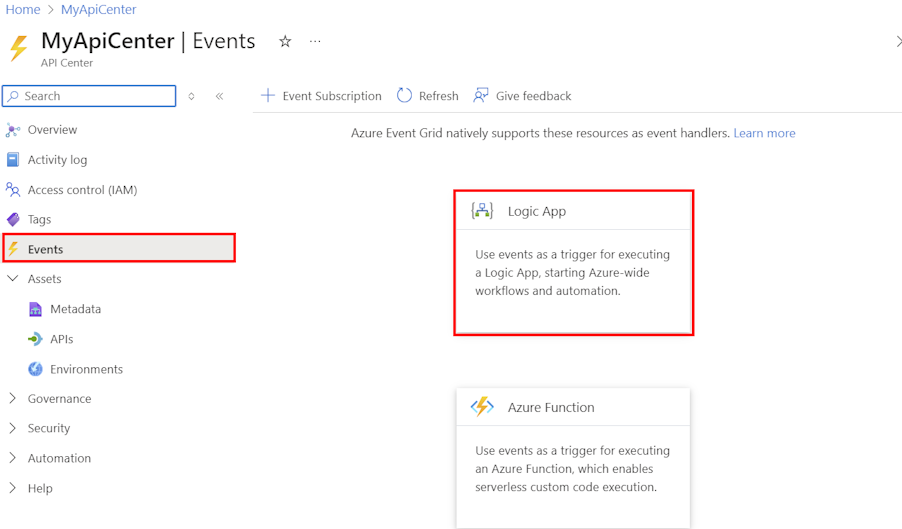 Home > MyApiCenter
MyApiCenter | Events ☆ ...
API Center
Search
Overview
Activity log
Access control (IAM)
Tags
Events
Assets
Metadata
APIs
Environments
Governance
Security
Automation
Help
Event Subscription Refresh Give feedback
Azure Event Grid natively supports these resources as event handlers. Learn more
Logic App
Use events as a trigger for executing
a Logic App, starting Azure-wide
workflows and automation.
Azure Function
Use events as a trigger for executing
an Azure Function, which enables
serverless custom code execution.